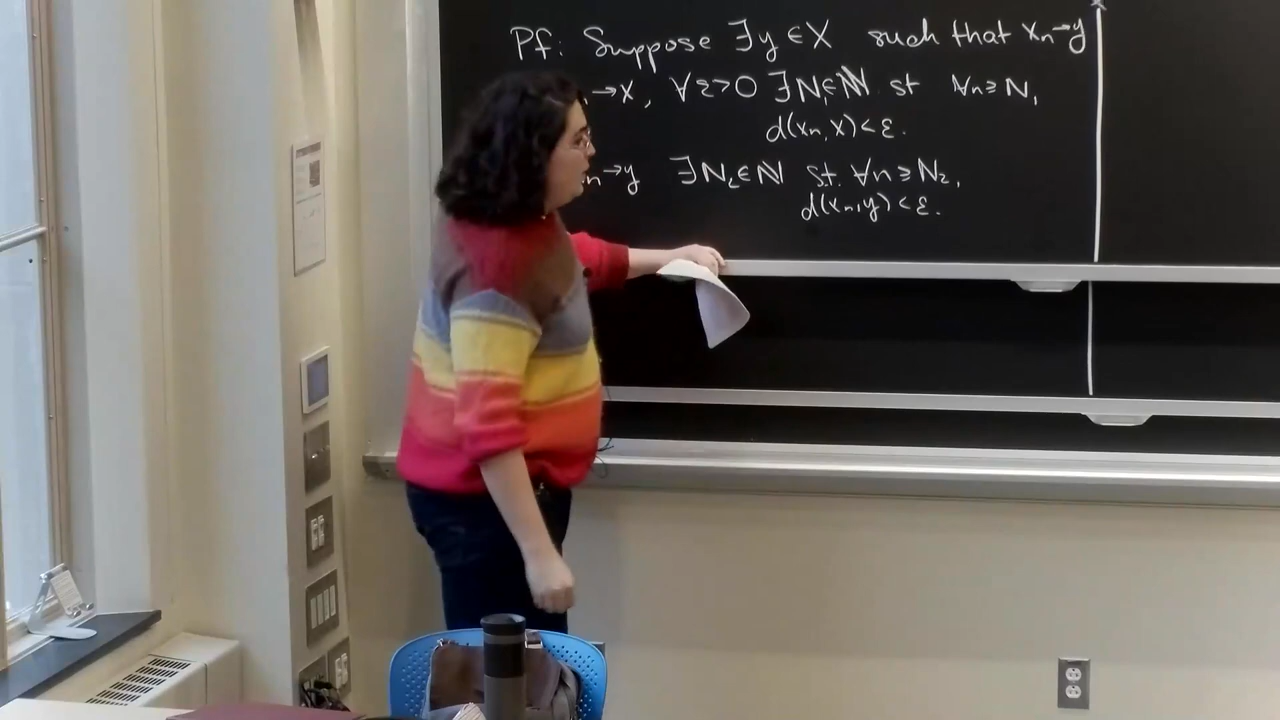 Pf: Suppose ∃y∈X such that xₙ→y
→x, ∀ε>0 ∃N₁∈ℕ st ∀n≥N₁
d(xₙ,x)<ε.
ₙ→y ∃N₂∈ℕ st. ∀n≥N₂,
d(xₙ,y)<ε.